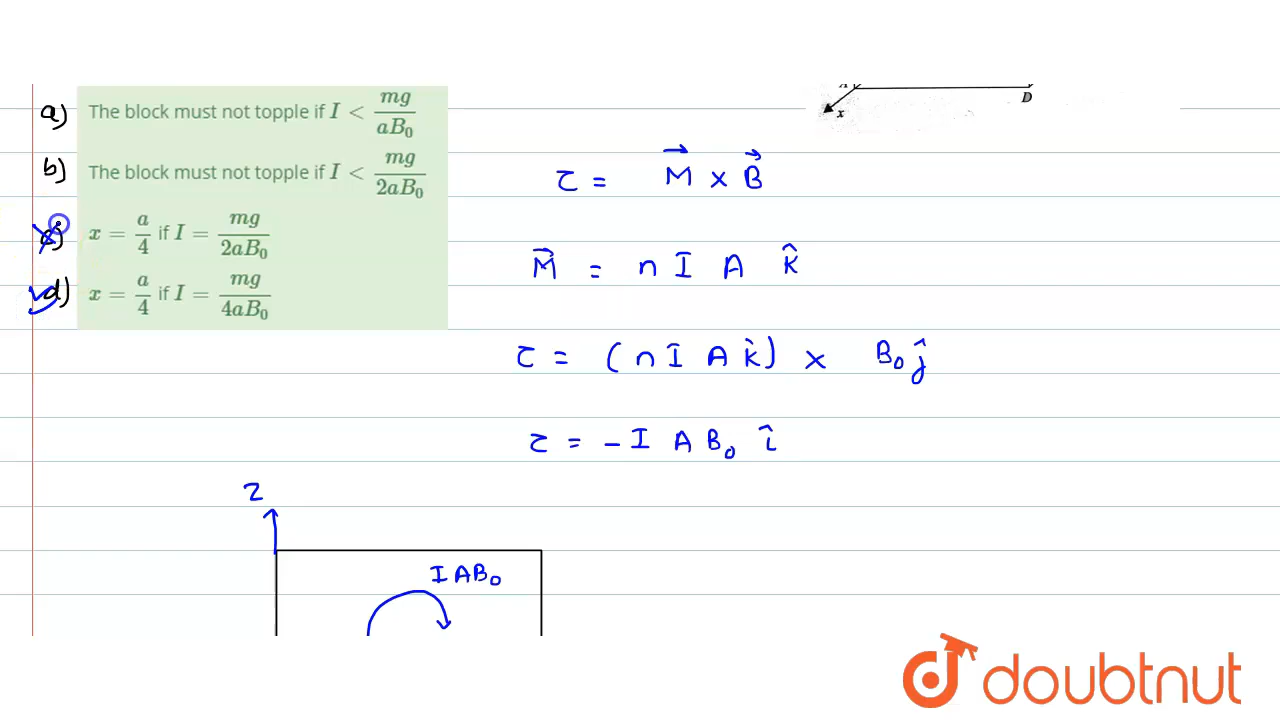 a) The block must not topple if I < mg/aB₀
b) The block must not topple if I < mg/2aB₀
c) x = a/4 if I = mg/2aB₀
d) x = a/4 if I = mg/4aB₀
A
x
D
τ = M⃗ × B⃗
M⃗ = n I A k̂
τ = (n I A k̂) × B₀ ĵ
τ = - I A B₀ î
Z
I A B₀
doubtnut